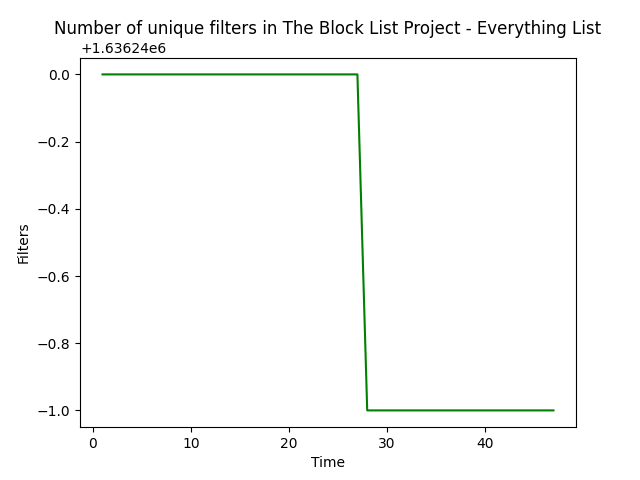 Number of unique filters in The Block List Project - Everything List
+1.63624e6
0.0
−0.2
−0.4
−0.6
−0.8
−1.0
Filters
0 10 20 30 40
Time